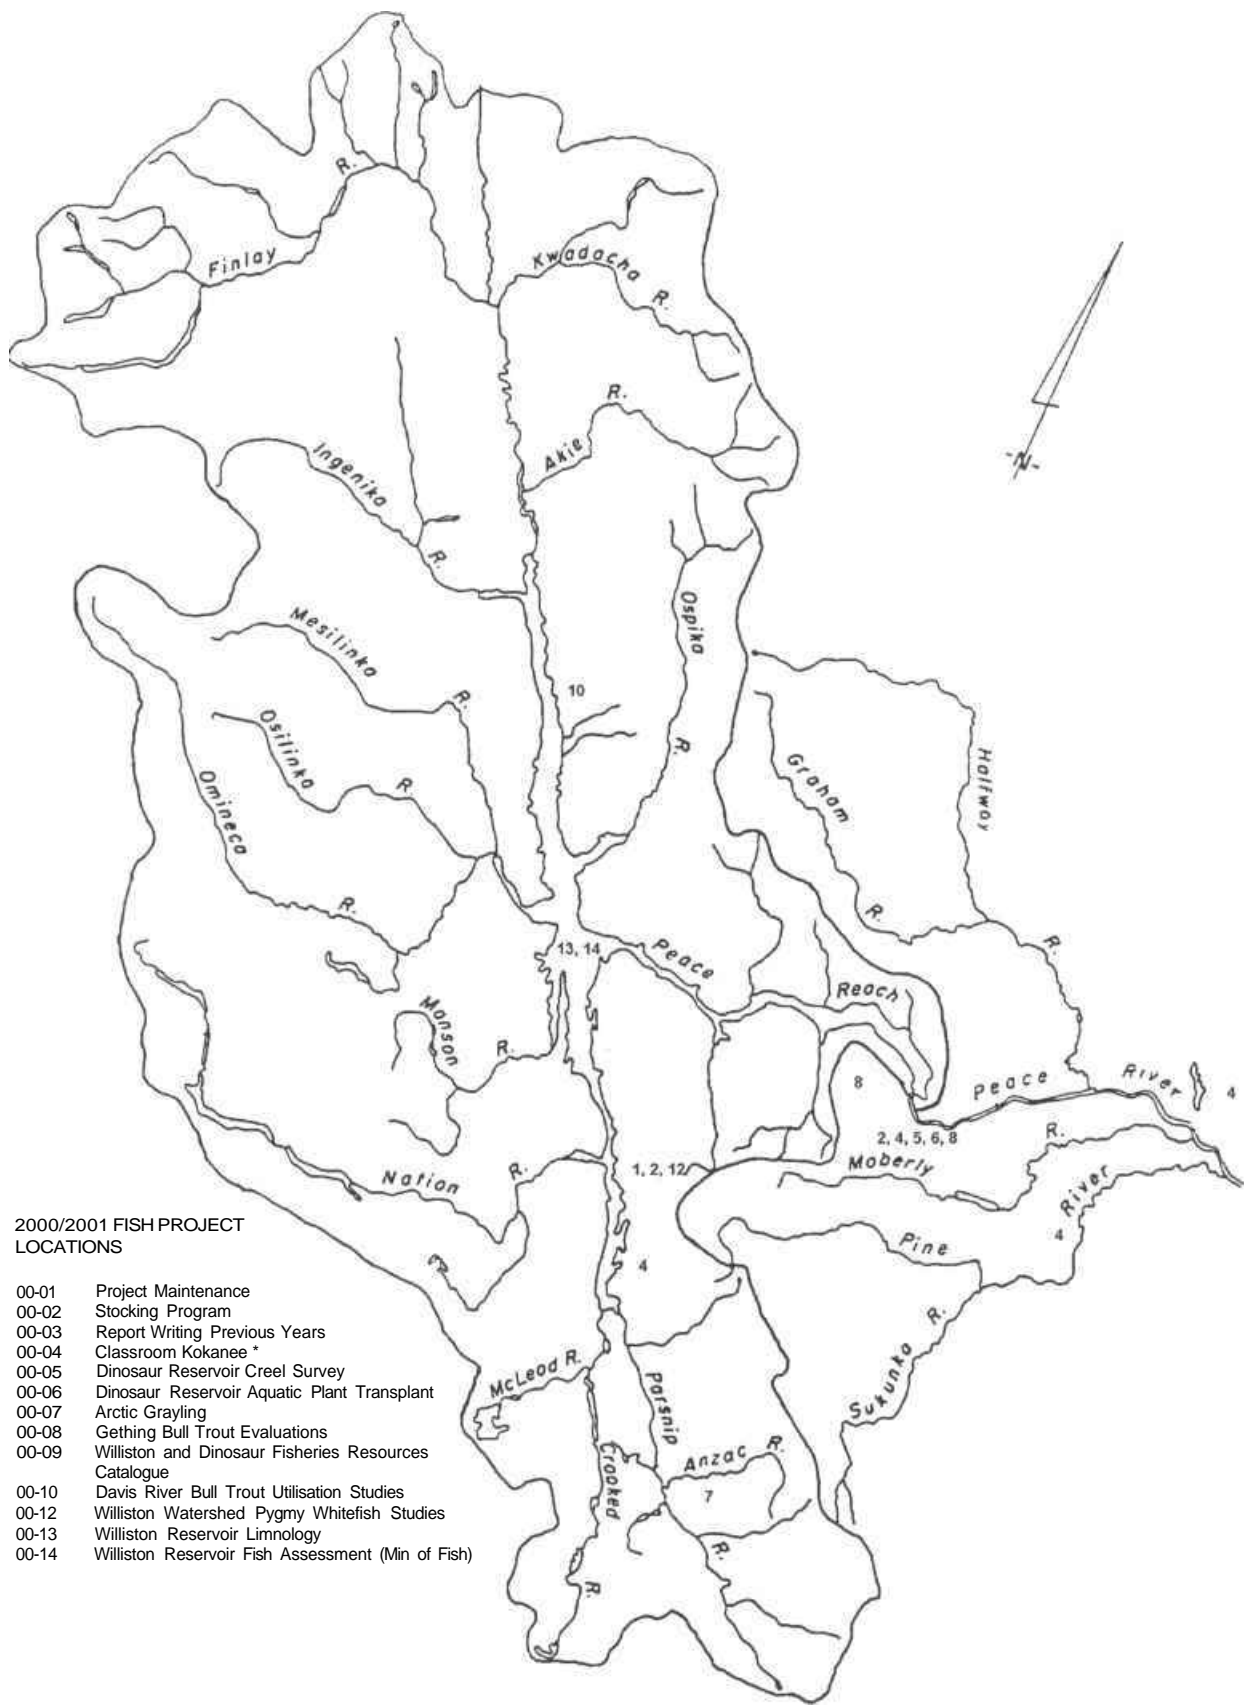 R.
Finlay
Kwadacha
R.
R.
Akie
Ingenika
R.
-N-
Mesilinka
R.
Ospika
R.
10
Osilinka
R.
Omineca
R.
Graham
R.
Halfway
R.
13, 14
Peace
Reach
Manson
R.
8
Peace River
4
2, 4, 5, 6, 8
Moberly
R.
1, 2, 12
Nation
R.
River
Pine
4
4
2000/2001 FISH PROJECT
LOCATIONS
00-01 Project Maintenance
00-02 Stocking Program
00-03 Report Writing Previous Years
00-04 Classroom Kokanee *
00-05 Dinosaur Reservoir Creel Survey
00-06 Dinosaur Reservoir Aquatic Plant Transplant
00-07 Arctic Grayling
00-08 Gething Bull Trout Evaluations
00-09 Williston and Dinosaur Fisheries Resources
Catalogue
00-10 Davis River Bull Trout Utilisation Studies
00-12 Williston Watershed Pygmy Whitefish Studies
00-13 Williston Reservoir Limnology
00-14 Williston Reservoir Fish Assessment (Min of Fish)
McLeod R.
Parsnip
R.
Sukunka
R.
Anzac R.
7
Crooked
R.